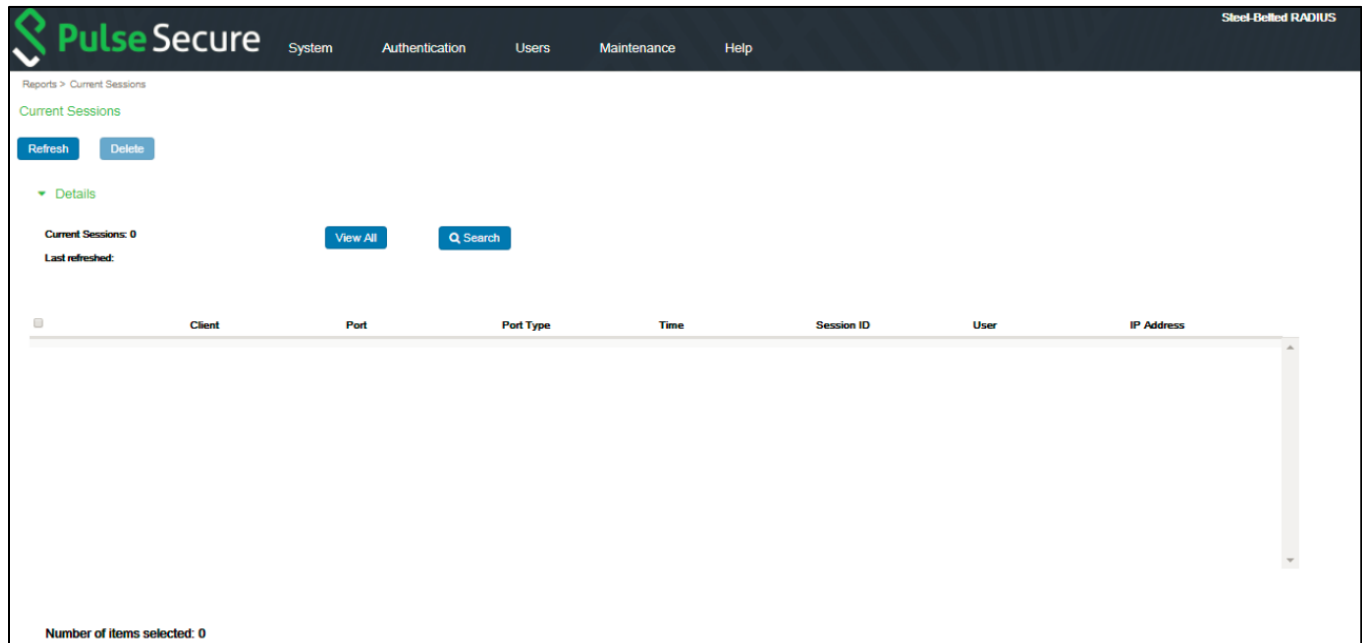 Steel-Belted RADIUS
Pulse Secure System Authentication Users Maintenance Help
Reports > Current Sessions
Current Sessions
Refresh Delete
Details
Current Sessions: 0 View All Search
Last refreshed:
Client Port Port Type Time Session ID User IP Address
Number of items selected: 0